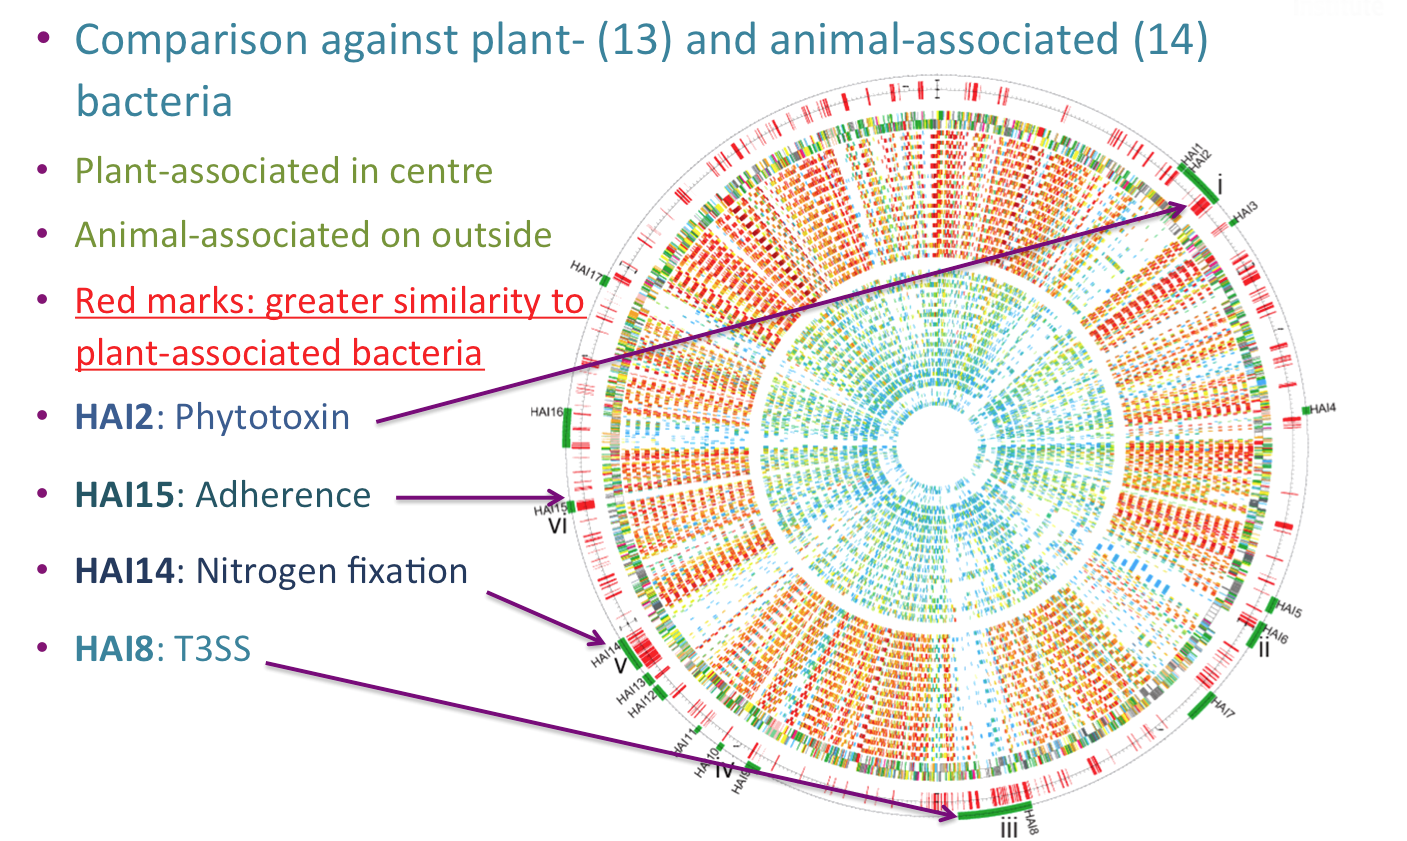 • Comparison against plant- (13) and animal-associated (14)
bacteria
• Plant-associated in centre
• Animal-associated on outside
• Red marks: greater similarity to
plant-associated bacteria
• HAI2: Phytotoxin
• HAI15: Adherence
• HAI14: Nitrogen fixation
• HAI8: T3SS
HAI1
HAI2
i
HAI3
HAI4
HAI5
HAI6
ii
HAI7
HAI8
iii
HAI9
iv
HAI10
HAI11
HAI12
HAI13
HAI14
v
HAI15
vi
HAI16
HAI17